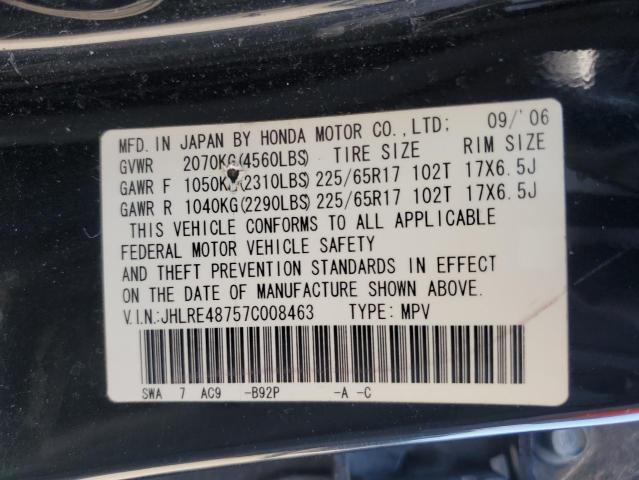 MFD. IN JAPAN BY HONDA MOTOR CO.,LTD: 09/'06
GVWR 2070KG(4560LBS) TIRE SIZE RIM SIZE
GAWR F 1050KG(2310LBS) 225/65R17 102T 17X6.5J
GAWR R 1040KG(2290LBS) 225/65R17 102T 17X6.5J
THIS VEHICLE CONFORMS TO ALL APPLICABLE
FEDERAL MOTOR VEHICLE SAFETY
AND THEFT PREVENTION STANDARDS IN EFFECT
ON THE DATE OF MANUFACTURE SHOWN ABOVE.
V.I.N.:JHLRE48757C008463 TYPE: MPV
SWA 7 AC9 -B92P -A -C